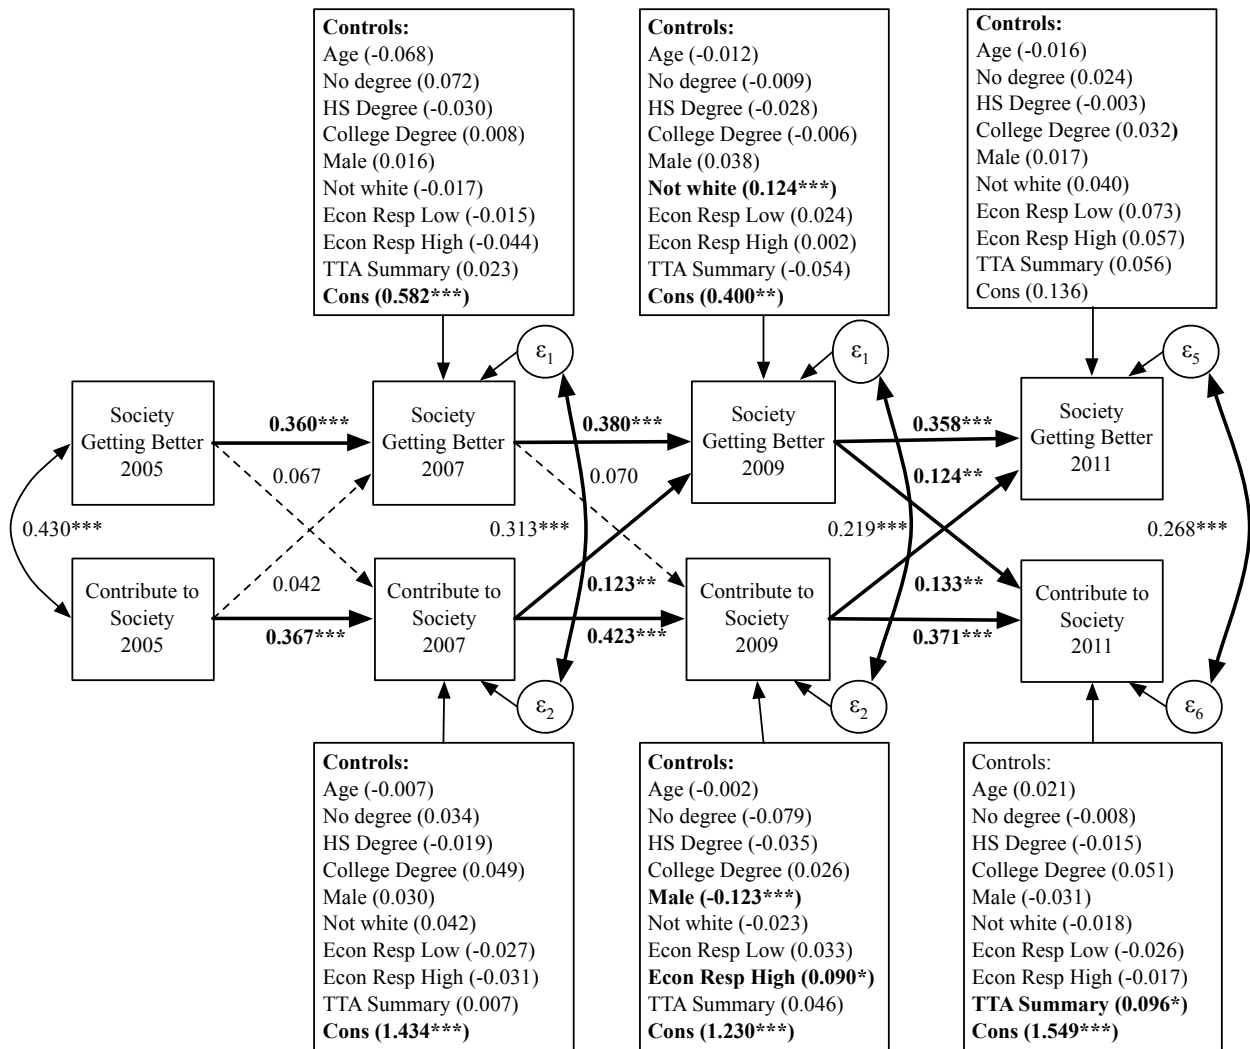 Controls:
Age (-0.068)
No degree (0.072)
HS Degree (-0.030)
College Degree (0.008)
Male (0.016)
Not white (-0.017)
Econ Resp Low (-0.015)
Econ Resp High (-0.044)
TTA Summary (0.023)
Cons (0.582***)
Controls:
Age (-0.012)
No degree (-0.009)
HS Degree (-0.028)
College Degree (-0.006)
Male (0.038)
Not white (0.124***)
Econ Resp Low (0.024)
Econ Resp High (0.002)
TTA Summary (-0.054)
Cons (0.400**)
Controls:
Age (-0.016)
No degree (0.024)
HS Degree (-0.003)
College Degree (0.032)
Male (0.017)
Not white (0.040)
Econ Resp Low (0.073)
Econ Resp High (0.057)
TTA Summary (0.056)
Cons (0.136)
ε1
ε1
ε5
Society
Getting Better
2005
0.360***
Society
Getting Better
2007
0.380***
Society
Getting Better
2009
0.358***
Society
Getting Better
2011
0.067
0.070
0.124**
0.430***
0.313***
0.219***
0.268***
0.042
0.123**
0.133**
Contribute to
Society
2005
0.367***
Contribute to
Society
2007
0.423***
Contribute to
Society
2009
0.371***
Contribute to
Society
2011
ε2
ε2
ε6
Controls:
Age (-0.007)
No degree (0.034)
HS Degree (-0.019)
College Degree (0.049)
Male (0.030)
Not white (0.042)
Econ Resp Low (-0.027)
Econ Resp High (-0.031)
TTA Summary (0.007)
Cons (1.434***)
Controls:
Age (-0.002)
No degree (-0.079)
HS Degree (-0.035)
College Degree (0.026)
Male (-0.123***)
Not white (-0.023)
Econ Resp Low (0.033)
Econ Resp High (0.090*)
TTA Summary (0.046)
Cons (1.230***)
Controls:
Age (0.021)
No degree (-0.008)
HS Degree (-0.015)
College Degree (0.051)
Male (-0.031)
Not white (-0.018)
Econ Resp Low (-0.026)
Econ Resp High (-0.017)
TTA Summary (0.096*)
Cons (1.549***)